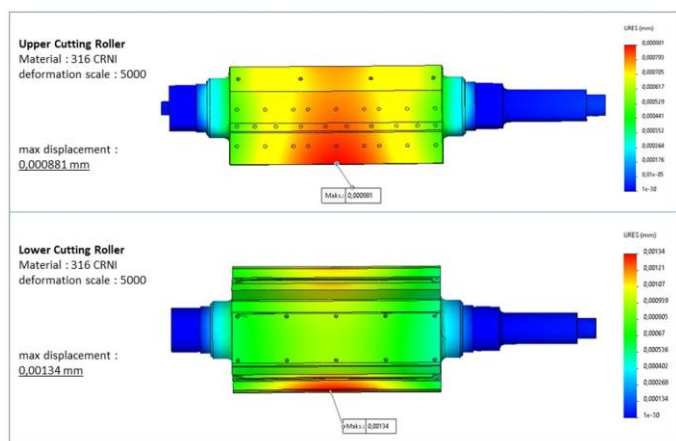 Upper Cutting Roller
Material : 316 CRNI
deformation scale : 5000
max displacement :
0,000881 mm
Maks.: 0,000881
URES (mm)
0,000881
0,000793
0,000705
0,000617
0,000529
0,000441
0,000352
0,000264
0,000176
1e-30
Lower Cutting Roller
Material : 316 CRNI
deformation scale : 5000
max displacement :
0,00134 mm
Maks.: 0,00134
URES (mm)
0,00134
0,00121
0,00107
0,000939
0,000805
0,00067
0,000536
0,000402
0,000268
0,000134
1e-30